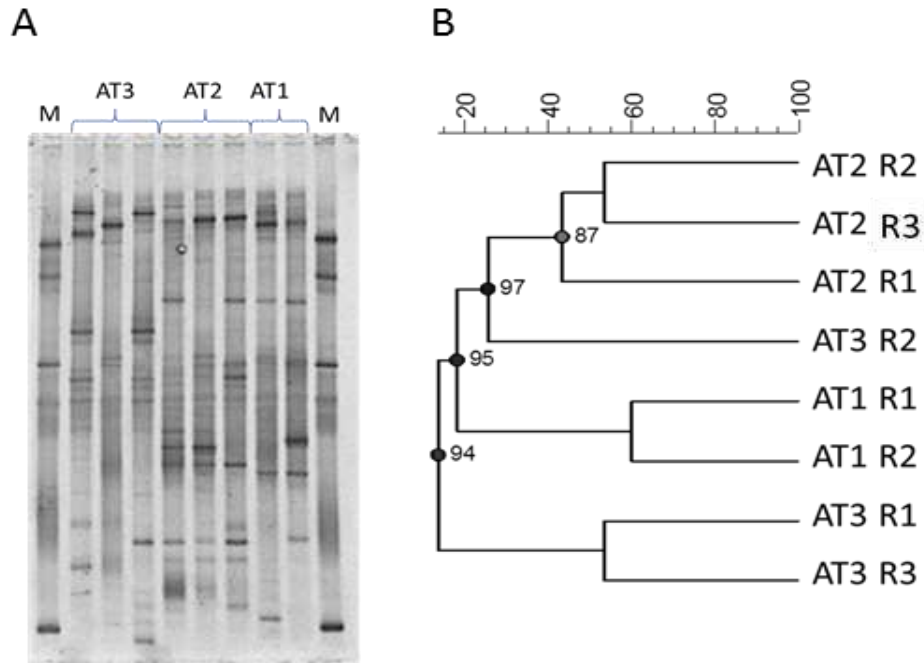 A
B
M AT3 AT2 AT1 M
20 40 60 80 100
AT2 R2
AT2 R3
87
AT2 R1
97
AT3 R2
95
AT1 R1
AT1 R2
94
AT3 R1
AT3 R3